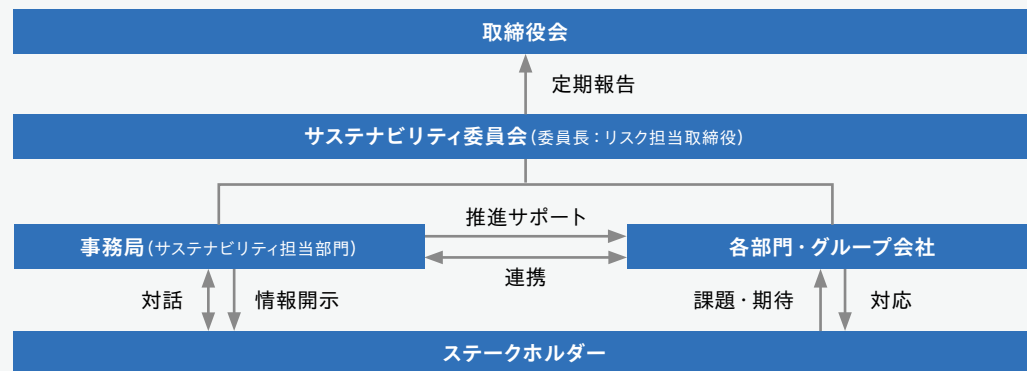 取締役会
定期報告
サステナビリティ委員会(委員長：リスク担当取締役)
推進サポート
事務局(サステナビリティ担当部門)
各部門・グループ会社
連携
対話
情報開示
課題・期待
対応
ステークホルダー